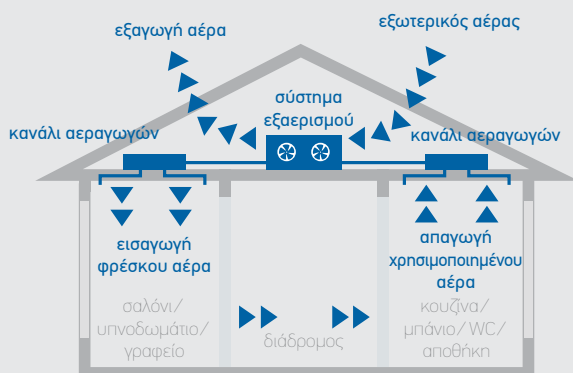 εξαγωγή αέρα
εξωτερικός αέρας
σύστημα
εξαερισμού
κανάλι αεραγωγών
κανάλι αεραγωγών
εισαγωγή
φρέσκου αέρα
απαγωγή
χρησιμοποιημένου
αέρα
σαλόνι/
υπνοδωμάτιο/
γραφείο
διάδρομος
κουζίνα/
μπάνιο/WC/
αποθήκη